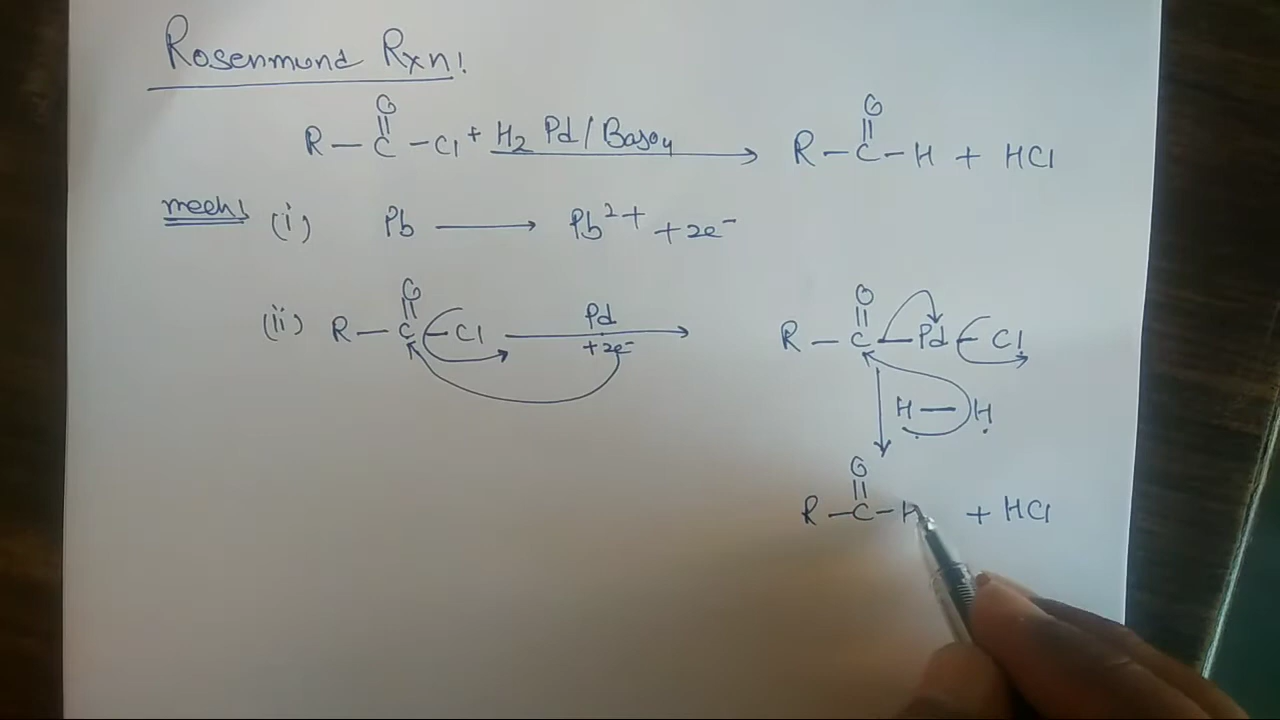 Rosenmund Rxn!
O
R — C — Cl + H2 Pd / BaSO4 → O
R — C — H + HCl
mech! (i) Pb → Pb2+ + 2e-
(ii) O
R — C — Cl Pd
+2e- → O
R — C — Pd — Cl
H — H
O
R — C — H + HCl